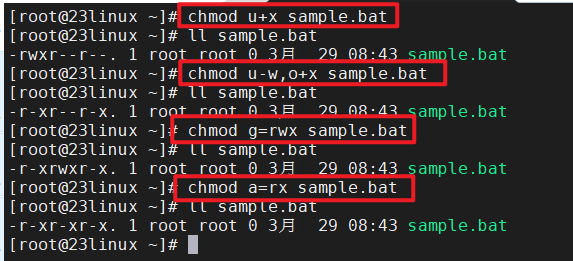 [root@23linux ~]# chmod u+x sample.bat
[root@23linux ~]# ll sample.bat
-rwxr--r--. 1 root root 0 3月  29 08:43 sample.bat
[root@23linux ~]# chmod u-w,o+x sample.bat
[root@23linux ~]# ll sample.bat
-r-xr--r-x. 1 root root 0 3月  29 08:43 sample.bat
[root@23linux ~]# chmod g=rwx sample.bat
[root@23linux ~]# ll sample.bat
-r-xrwxr-x. 1 root root 0 3月  29 08:43 sample.bat
[root@23linux ~]# chmod a=rx sample.bat
[root@23linux ~]# ll sample.bat
-r-xr-xr-x. 1 root root 0 3月  29 08:43 sample.bat
[root@23linux ~]#